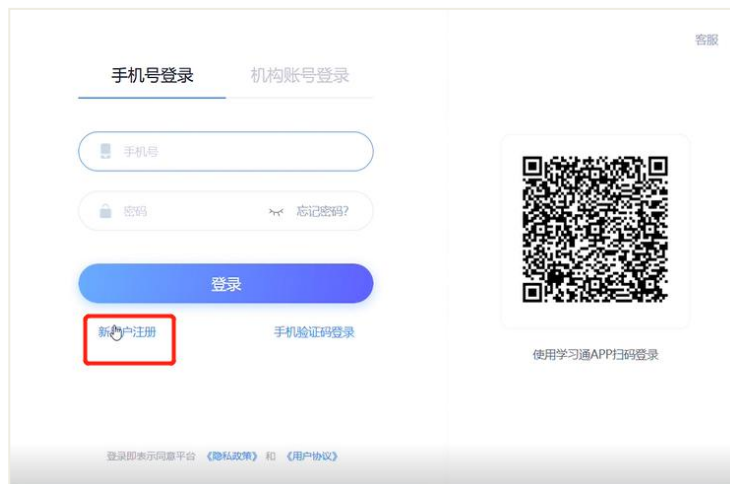 客服
手机号登录 机构账号登录
手机号
密码 忘记密码?
登录
新用户注册 手机验证码登录
使用学习通APP扫码登录
登录即表示同意平台 《隐私政策》 和 《用户协议》